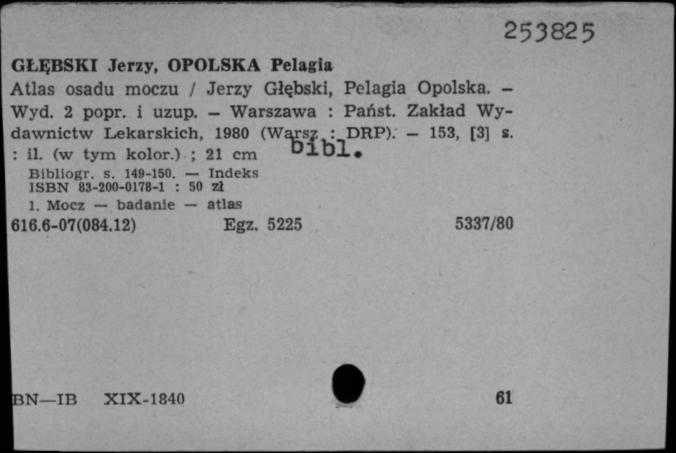 253825
GŁĘBSKI Jerzy, OPOLSKA Pelagia
Atlas osadu moczu / Jerzy Głębski, Pelagia Opolska. –
Wyd. 2 popr. i uzup. – Warszawa : Państ. Zakład Wy-
dawnictw Lekarskich, 1980 (Warsz. : DRP). – 153, [3] s.
: il. (w tym kolor.) ; 21 cm bibl.
Bibliogr. s. 149-150. — Indeks
ISBN 83-200-0178-1 : 50 zł
1. Mocz — badanie — atlas
616.6-07(084.12) Egz. 5225 5337/80
BN—IB XIX-1840 61